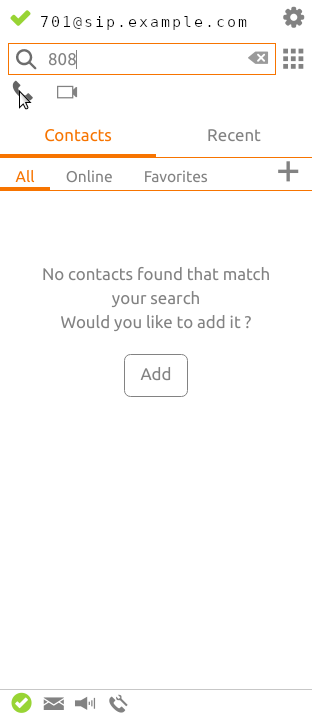 701@sip.example.com
808
Contacts Recent
All Online Favorites
No contacts found that match
your search
Would you like to add it ?
Add